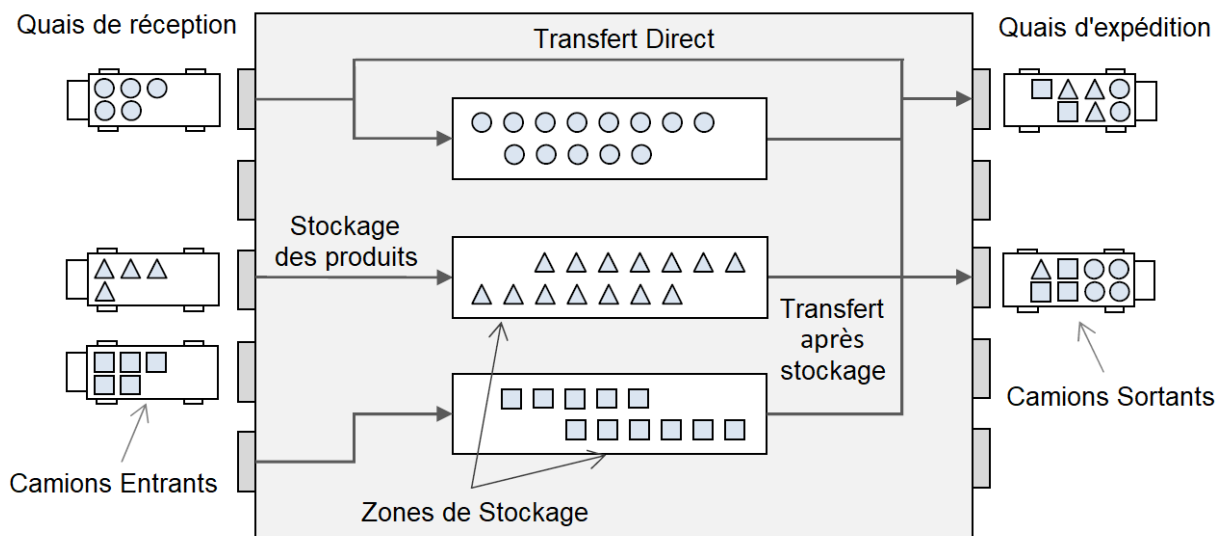 Quais de réception
Transfert Direct
Quais d'expédition
Stockage
des produits
Transfert
après
stockage
Camions Entrants
Zones de Stockage
Camions Sortants